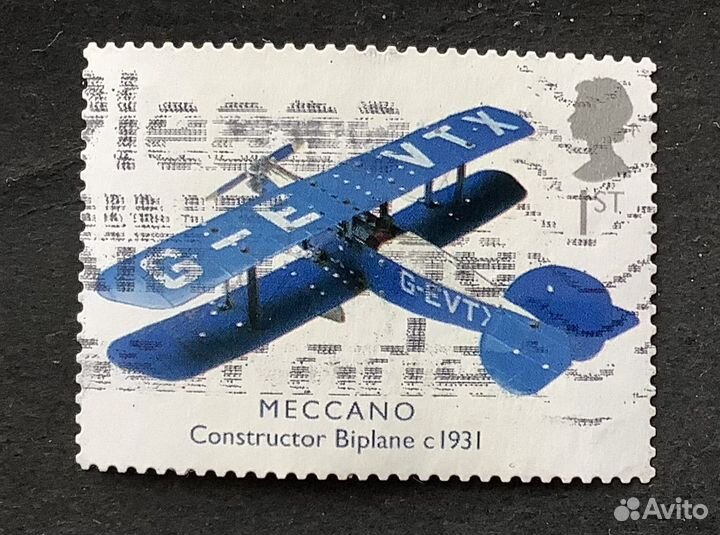 G-EVTX
1ST
G-EVTX
MECCANO
Constructor Biplane c1931
Avito